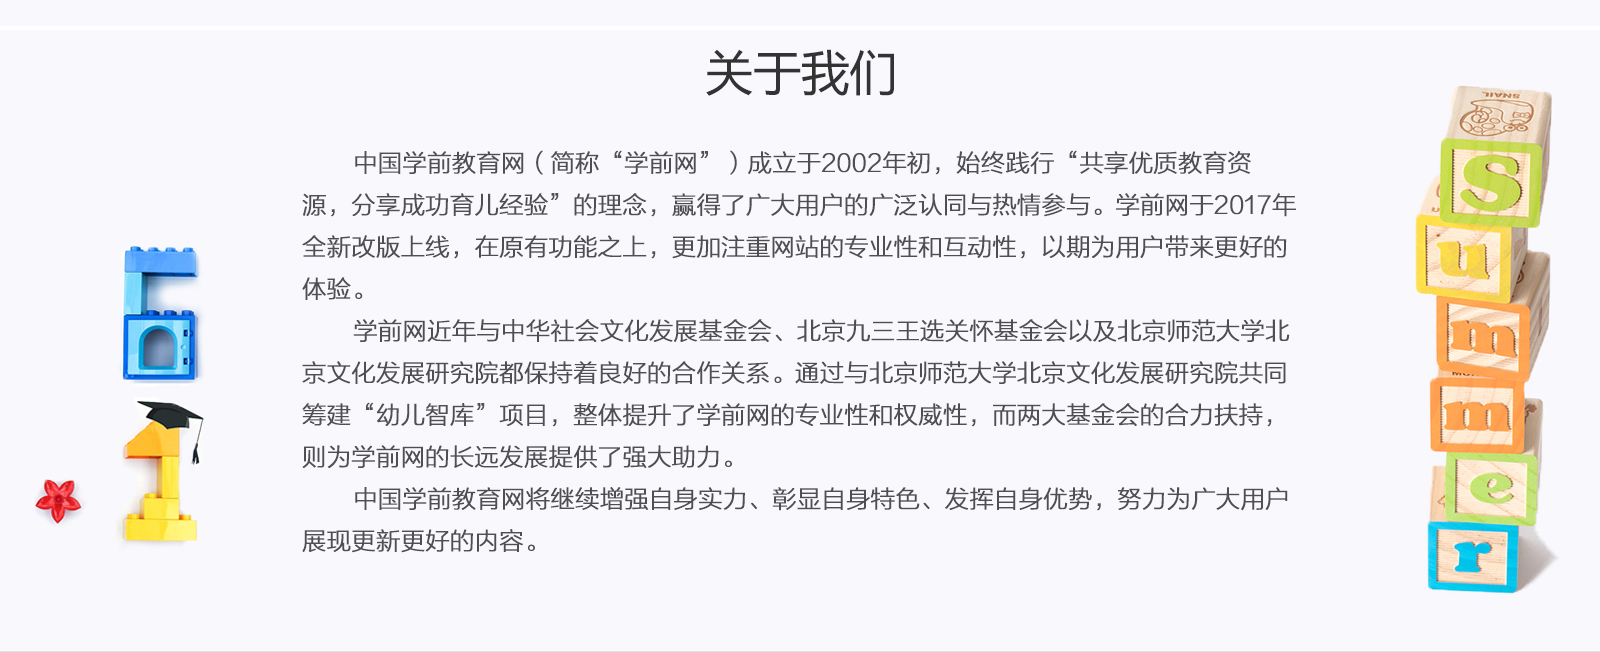 关于我们
中国学前教育网（简称“学前网”）成立于2002年初，始终践行“共享优质教育资
源，分享成功育儿经验”的理念，赢得了广大用户的广泛认同与热情参与。学前网于2017年
全新改版上线，在原有功能之上，更加注重网站的专业性和互动性，以期为用户带来更好的
体验。
学前网近年与中华社会文化发展基金会、北京九三王选关怀基金会以及北京师范大学北
京文化发展研究院都保持着良好的合作关系。通过与北京师范大学北京文化发展研究院共同
筹建“幼儿智库”项目，整体提升了学前网的专业性和权威性，而两大基金会的合力扶持，
则为学前网的长远发展提供了强大助力。
中国学前教育网将继续增强自身实力、彰显自身特色、发挥自身优势，努力为广大用户
展现更新更好的内容。
6
1
SNAIL
S
u
m
m
e
r